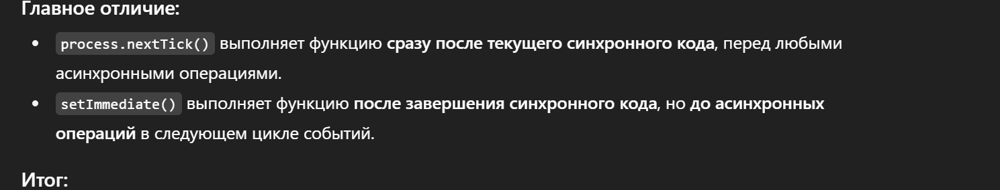 Главное отличие:
• process.nextTick() выполняет функцию сразу после текущего синхронного кода, перед любыми
асинхронными операциями.
• setImmediate() выполняет функцию после завершения синхронного кода, но до асинхронных
операций в следующем цикле событий.
Итог: